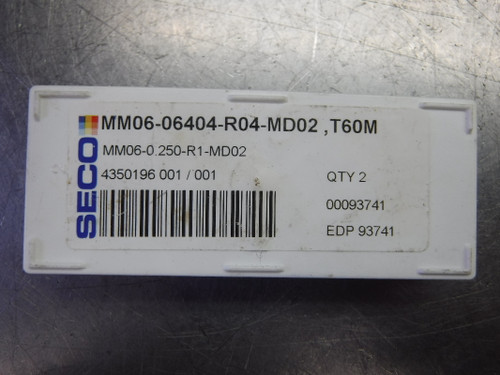 SECO
MM06-06404-R04-MD02 ,T60M
MM06-0.250-R1-MD02
4350196 001 / 001
QTY 2
00093741
EDP 93741